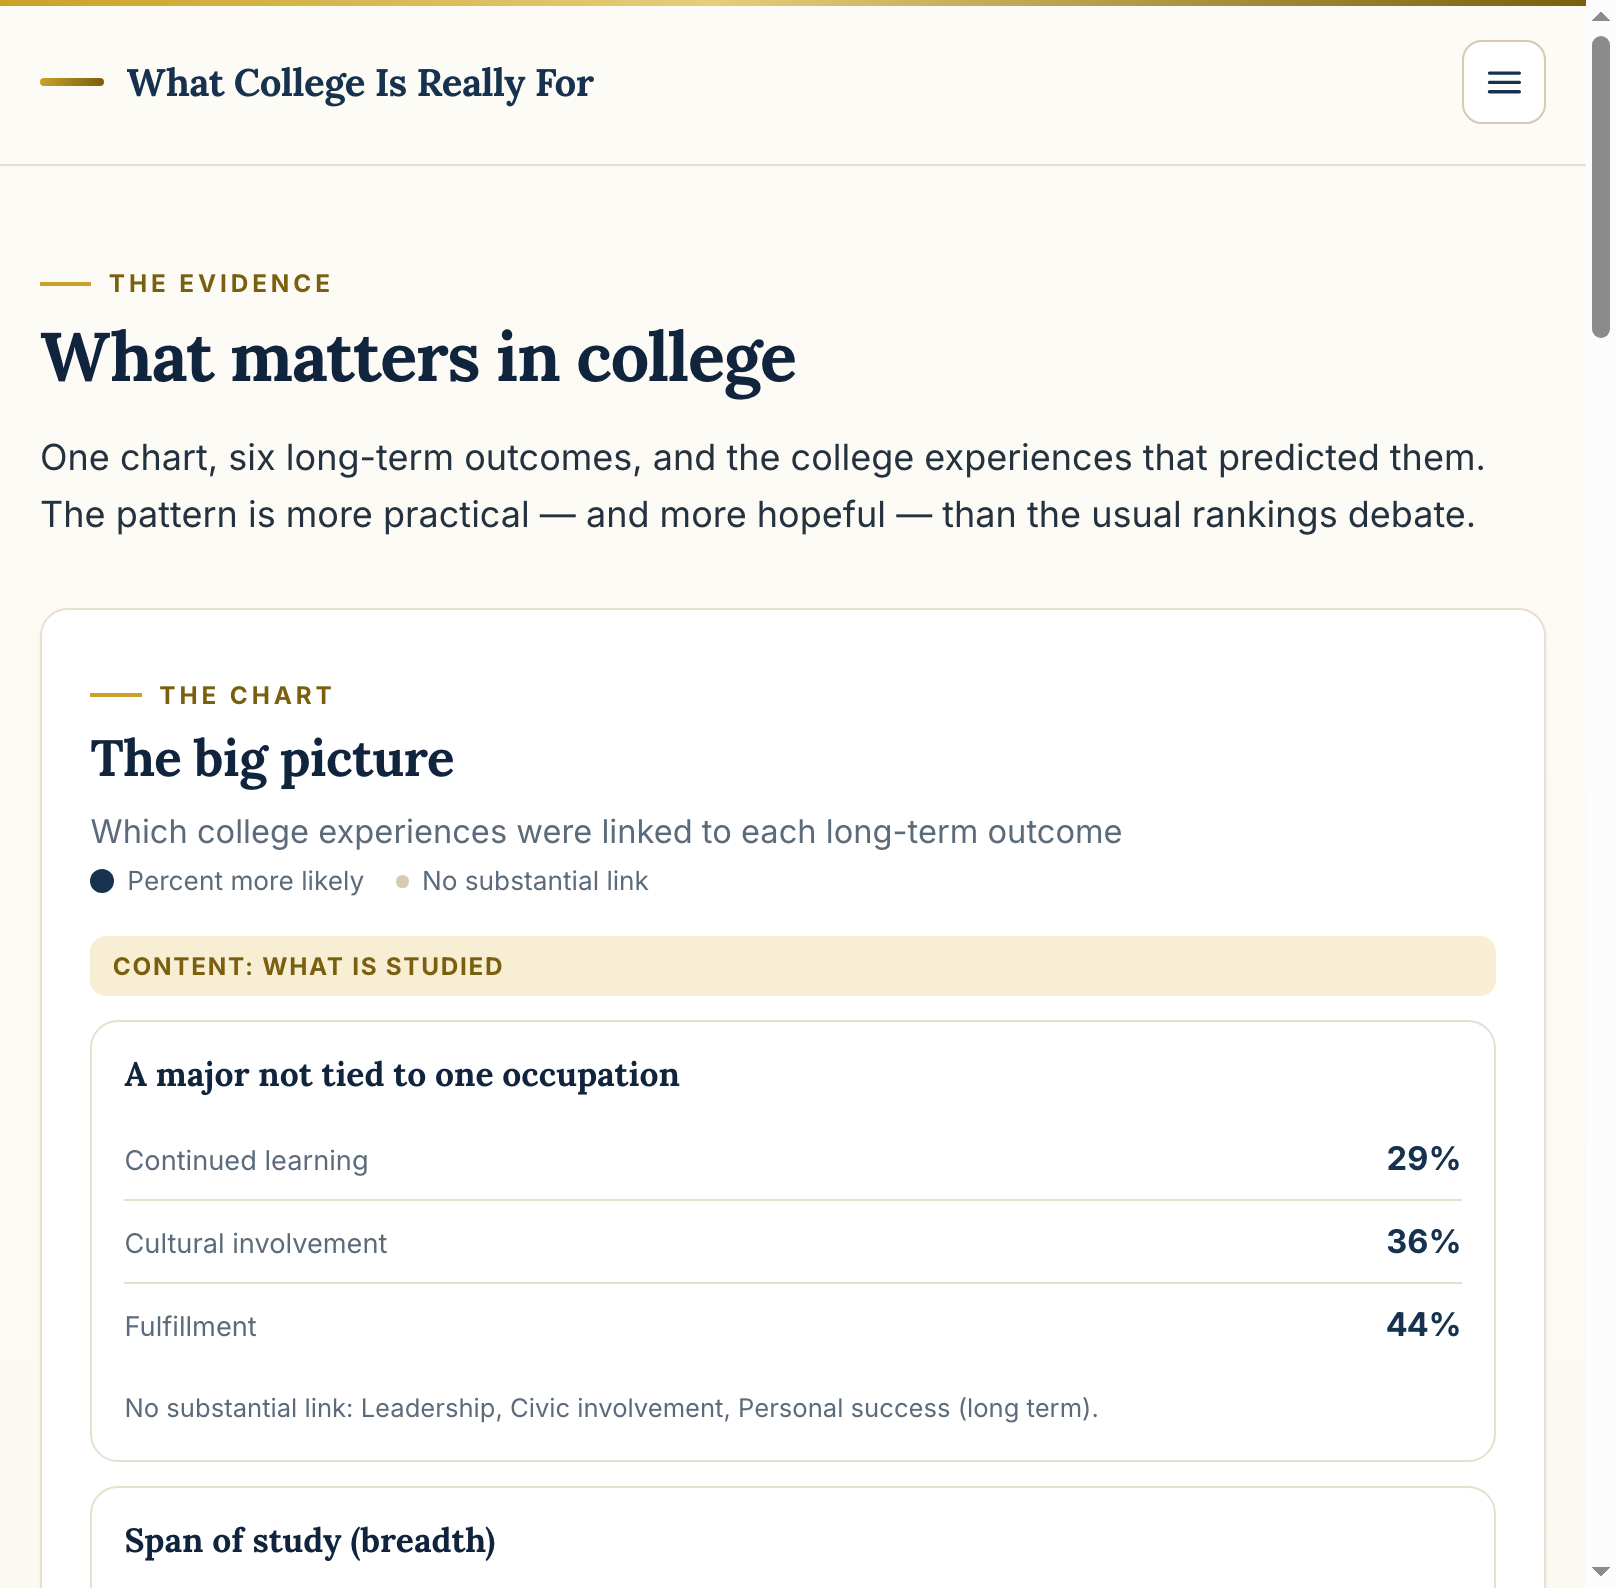 What College Is Really For
THE EVIDENCE
What matters in college
One chart, six long-term outcomes, and the college experiences that predicted them.
The pattern is more practical — and more hopeful — than the usual rankings debate.
THE CHART
The big picture
Which college experiences were linked to each long-term outcome
Percent more likely No substantial link
CONTENT: WHAT IS STUDIED
A major not tied to one occupation
Continued learning 29%
Cultural involvement 36%
Fulfillment 44%
No substantial link: Leadership, Civic involvement, Personal success (long term).
Span of study (breadth)